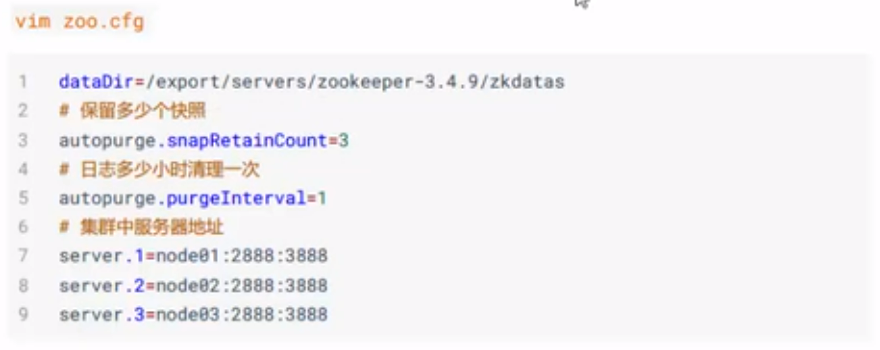 vim zoo.cfg
1 dataDir=/export/servers/zookeeper-3.4.9/zkdatas
2 # 保留多少个快照
3 autopurge.snapRetainCount=3
4 # 日志多少小时清理一次
5 autopurge.purgeInterval=1
6 # 集群中服务器地址
7 server.1=node01:2888:3888
8 server.2=node02:2888:3888
9 server.3=node03:2888:3888